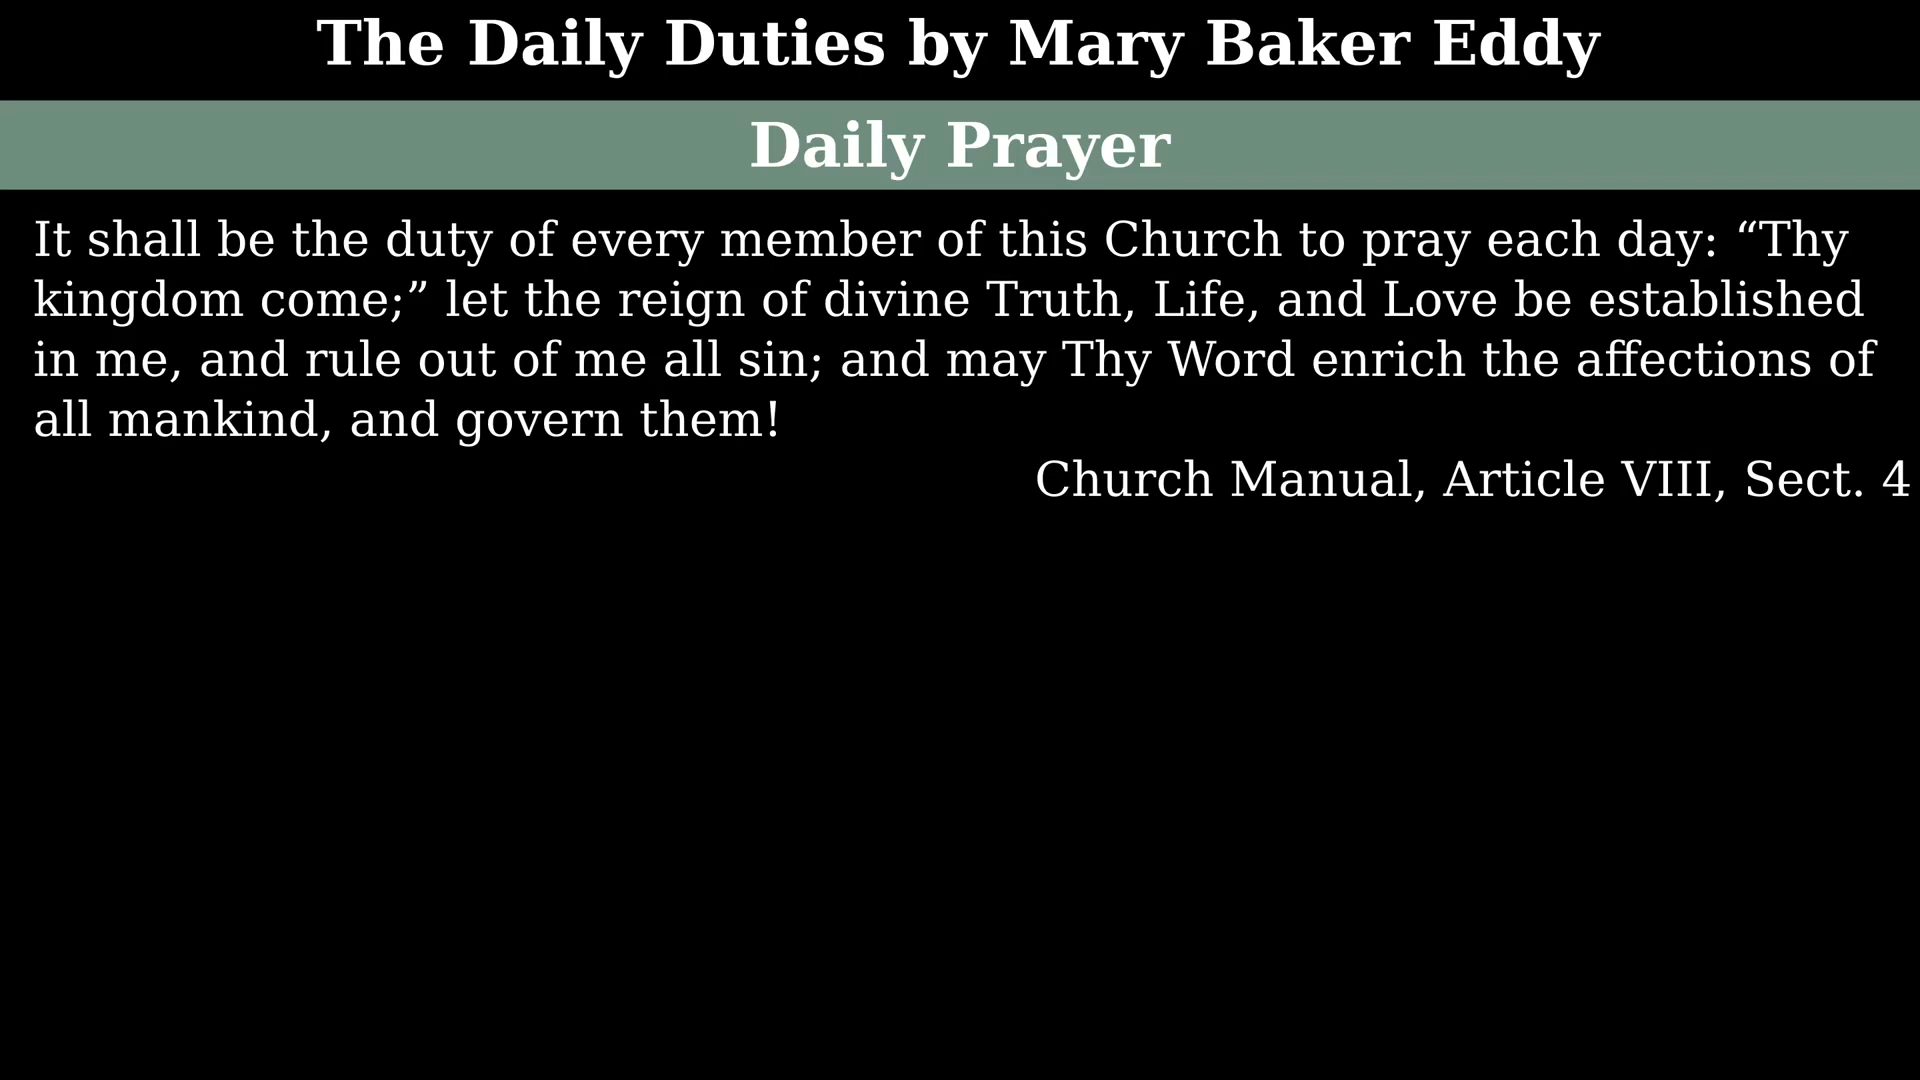 The Daily Duties by Mary Baker Eddy
Daily Prayer
It shall be the duty of every member of this Church to pray each day: “Thy
kingdom come;” let the reign of divine Truth, Life, and Love be established
in me, and rule out of me all sin; and may Thy Word enrich the affections of
all mankind, and govern them!
Church Manual, Article VIII, Sect. 4